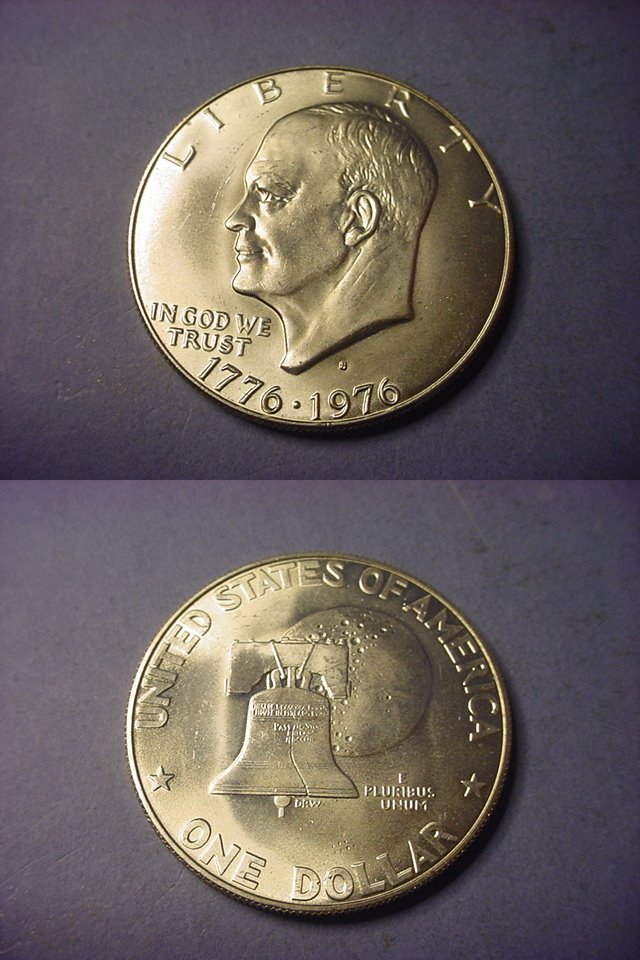 LIBERTY
IN GOD WE
TRUST
1776 · 1976
UNITED STATES OF AMERICA
E
PLURIBUS
UNUM
DRW
ONE DOLLAR